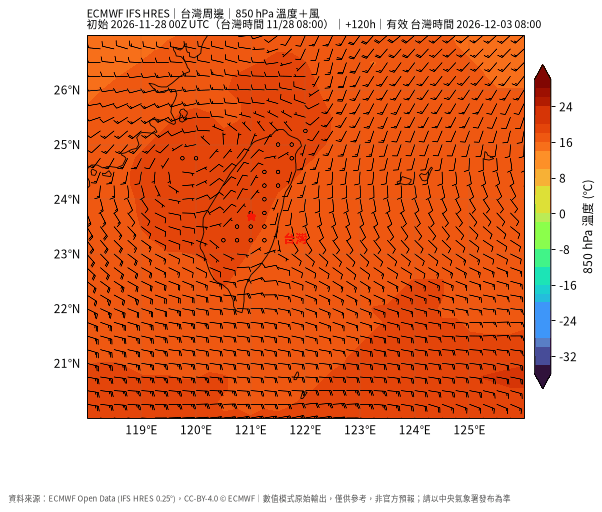 ECMWF IFS HRES｜台灣周邊｜850 hPa 溫度＋風
初始 2026-11-28 00Z UTC（台灣時間 11/28 08:00）｜+120h｜有效 台灣時間 2026-12-03 08:00
26°N
25°N
24°N
23°N
22°N
21°N
119°E 120°E 121°E 122°E 123°E 124°E 125°E
台灣
24
16
8
0
-8
-16
-24
-32
850 hPa 溫度 (°C)
資料來源：ECMWF Open Data (IFS HRES 0.25°)，CC-BY-4.0 © ECMWF｜數值模式原始輸出，僅供參考，非官方預報；請以中央氣象署發布為準